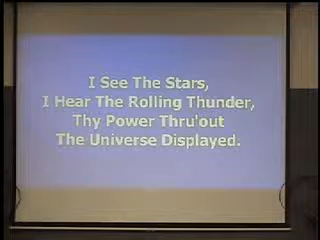 I See The Stars,
I Hear The Rolling Thunder,
Thy Power Thru'out
The Universe Displayed.